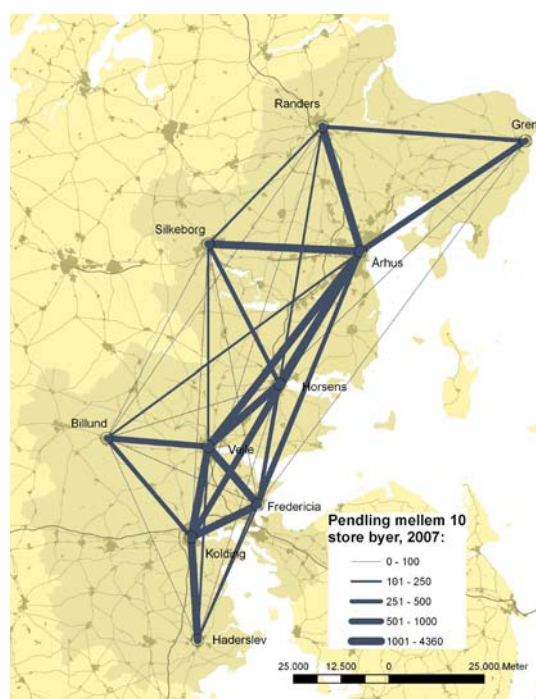 Randers
Gren
Silkeborg
Århus
Horsens
Billund
Vejle
Fredericia
Kolding
Haderslev
Pendling mellem 10
store byer, 2007:
0 - 100
101 - 250
251 - 500
501 - 1000
1001 - 4360
25.000 12.500 0 25.000 Meter